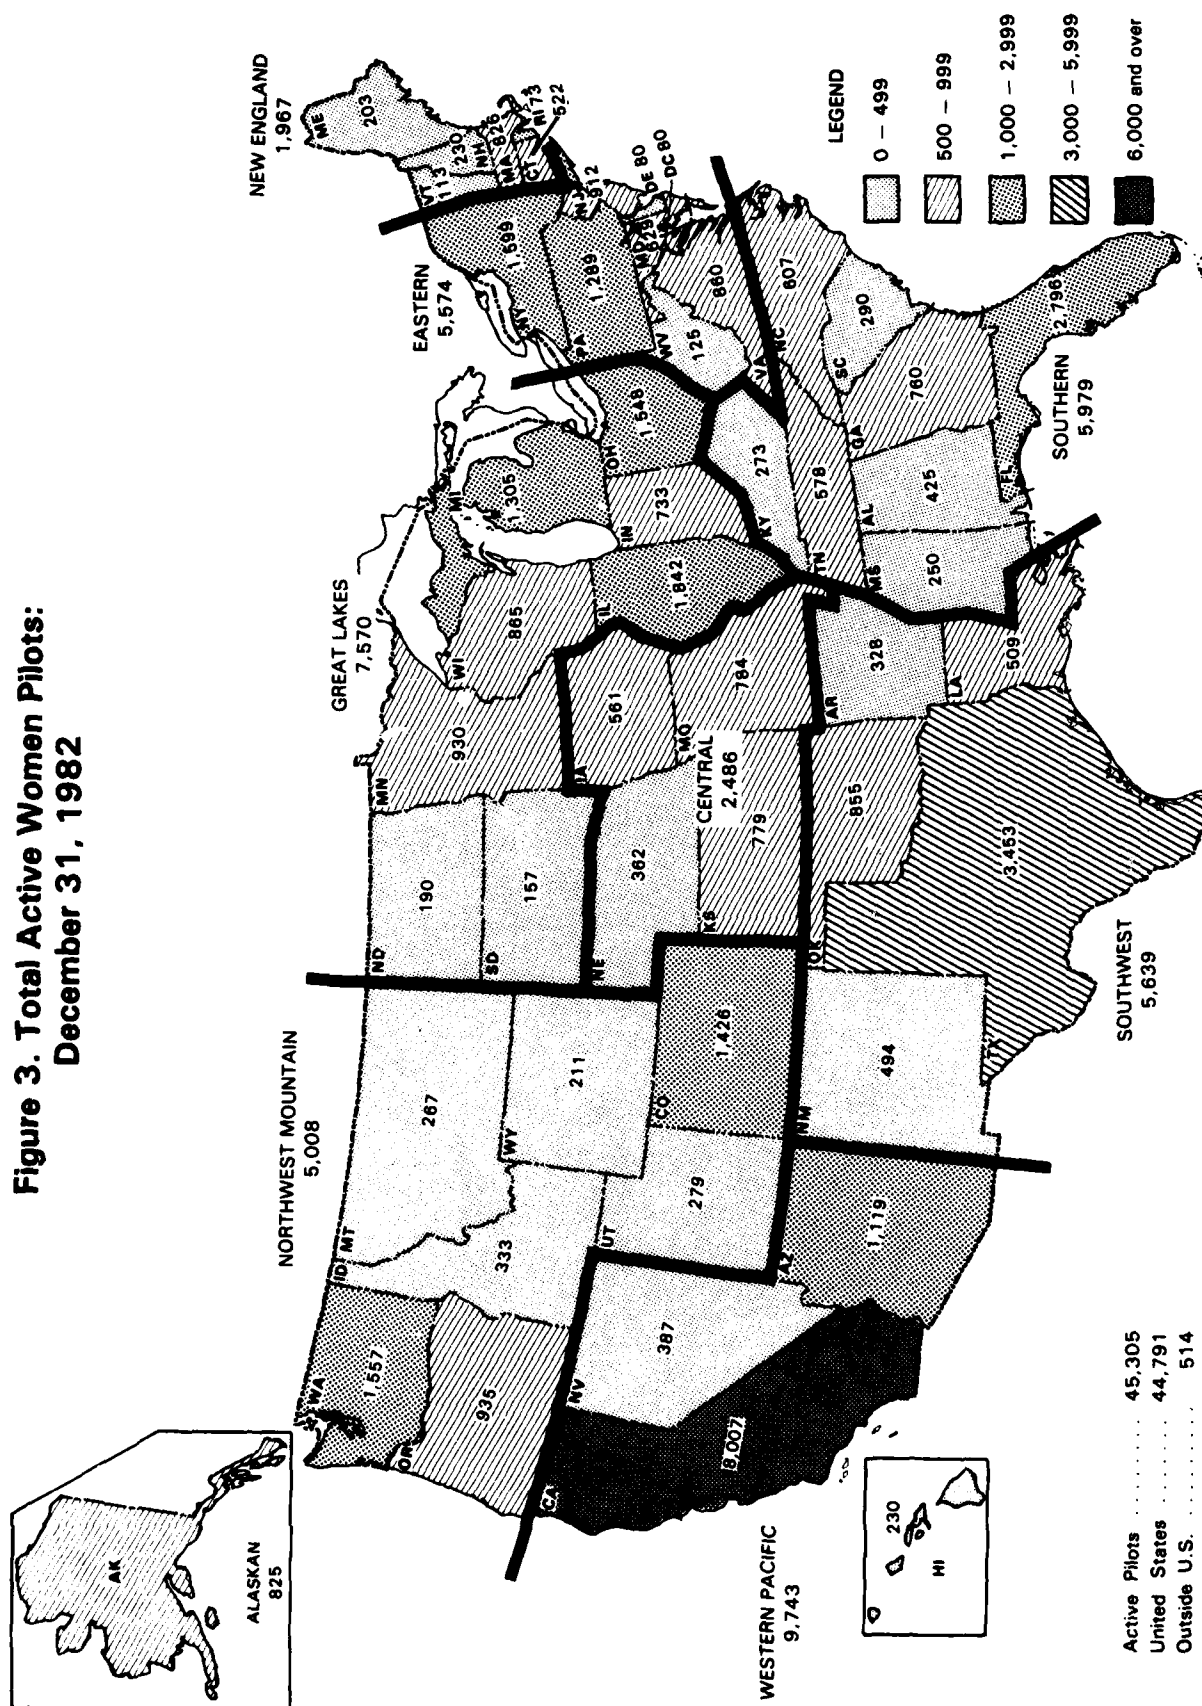 Figure 3. Total Active Women Pilots:
December 31, 1982
AK
ALASKAN
825
NORTHWEST MOUNTAIN
5,008
GREAT LAKES
7,570
EASTERN
5,574
NEW ENGLAND
1,967
WA
1,557
OR
935
ID
333
MT
267
WY
211
UT
279
CO
1,426
ND
190
SD
157
MN
930
WI
865
MI
1,305
IL
1,842
IN
733
OH
1,548
NE
362
IA
561
KS
779
MO
784
CENTRAL
2,486
NY
1,599
PA
1,289
NJ
912
MD
629
DE 80
DC 80
WV
125
VA
860
ME
203
NH
230
VT
113
MA
826
RI 73
CT
522
CA
8,007
NV
387
AZ
1,119
HI
230
WESTERN PACIFIC
9,743
NM
494
TX
3,453
OK
855
AR
328
LA
509
SOUTHWEST
5,639
KY
273
TN
578
NC
607
SC
290
GA
760
AL
425
MS
250
FL
2,796
SOUTHERN
5,979
LEGEND
0 – 499
500 – 999
1,000 – 2,999
3,000 – 5,999
6,000 and over
Active Pilots . . . . . . . . 45,305
United States . . . . . . . 44,791
Outside U.S. . . . . . . . . 514